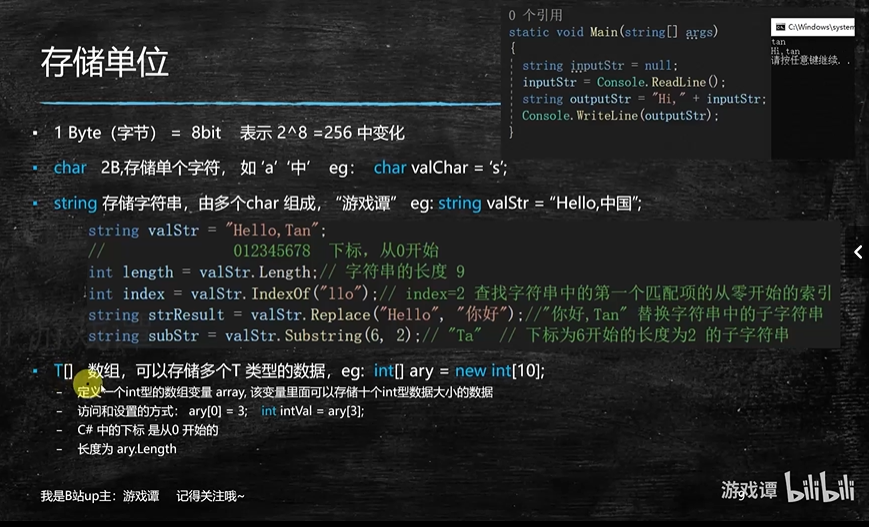 0 个引用
static void Main(string[] args)
{
string inputStr = null;
inputStr = Console.ReadLine();
string outputStr = "Hi," + inputStr;
Console.WriteLine(outputStr);
}
C:\Windows\system
tan
Hi,tan
请按任意键继续. .
存储单位
1 Byte（字节） = 8bit 表示 2^8 =256 中变化
char 2B,存储单个字符, 如 ‘a’ ‘中’ eg: char valChar = ‘s’;
string 存储字符串，由多个char 组成，“游戏谭” eg: string valStr = “Hello,中国”;
string valStr = "Hello,Tan";
// 012345678 下标，从0开始
int length = valStr.Length;// 字符串的长度 9
int index = valStr.IndexOf("llo");// index=2 查找字符串中的第一个匹配项的从零开始的索引
string strResult = valStr.Replace("Hello", "你好");//"你好,Tan" 替换字符串中的子字符串
string subStr = valStr.Substring(6, 2);// "Ta" // 下标为6开始的长度为2 的子字符串
T[] 数组，可以存储多个T 类型的数据，eg: int[] ary = new int[10];
– 定义一个int型的数组变量 array, 该变量里面可以存储十个int型数据大小的数据
– 访问和设置的方式： ary[0] = 3; int intVal = ary[3];
– C# 中的下标 是从0 开始的
– 长度为 ary.Length
我是B站up主：游戏谭 记得关注哦~
游戏谭 bilibili